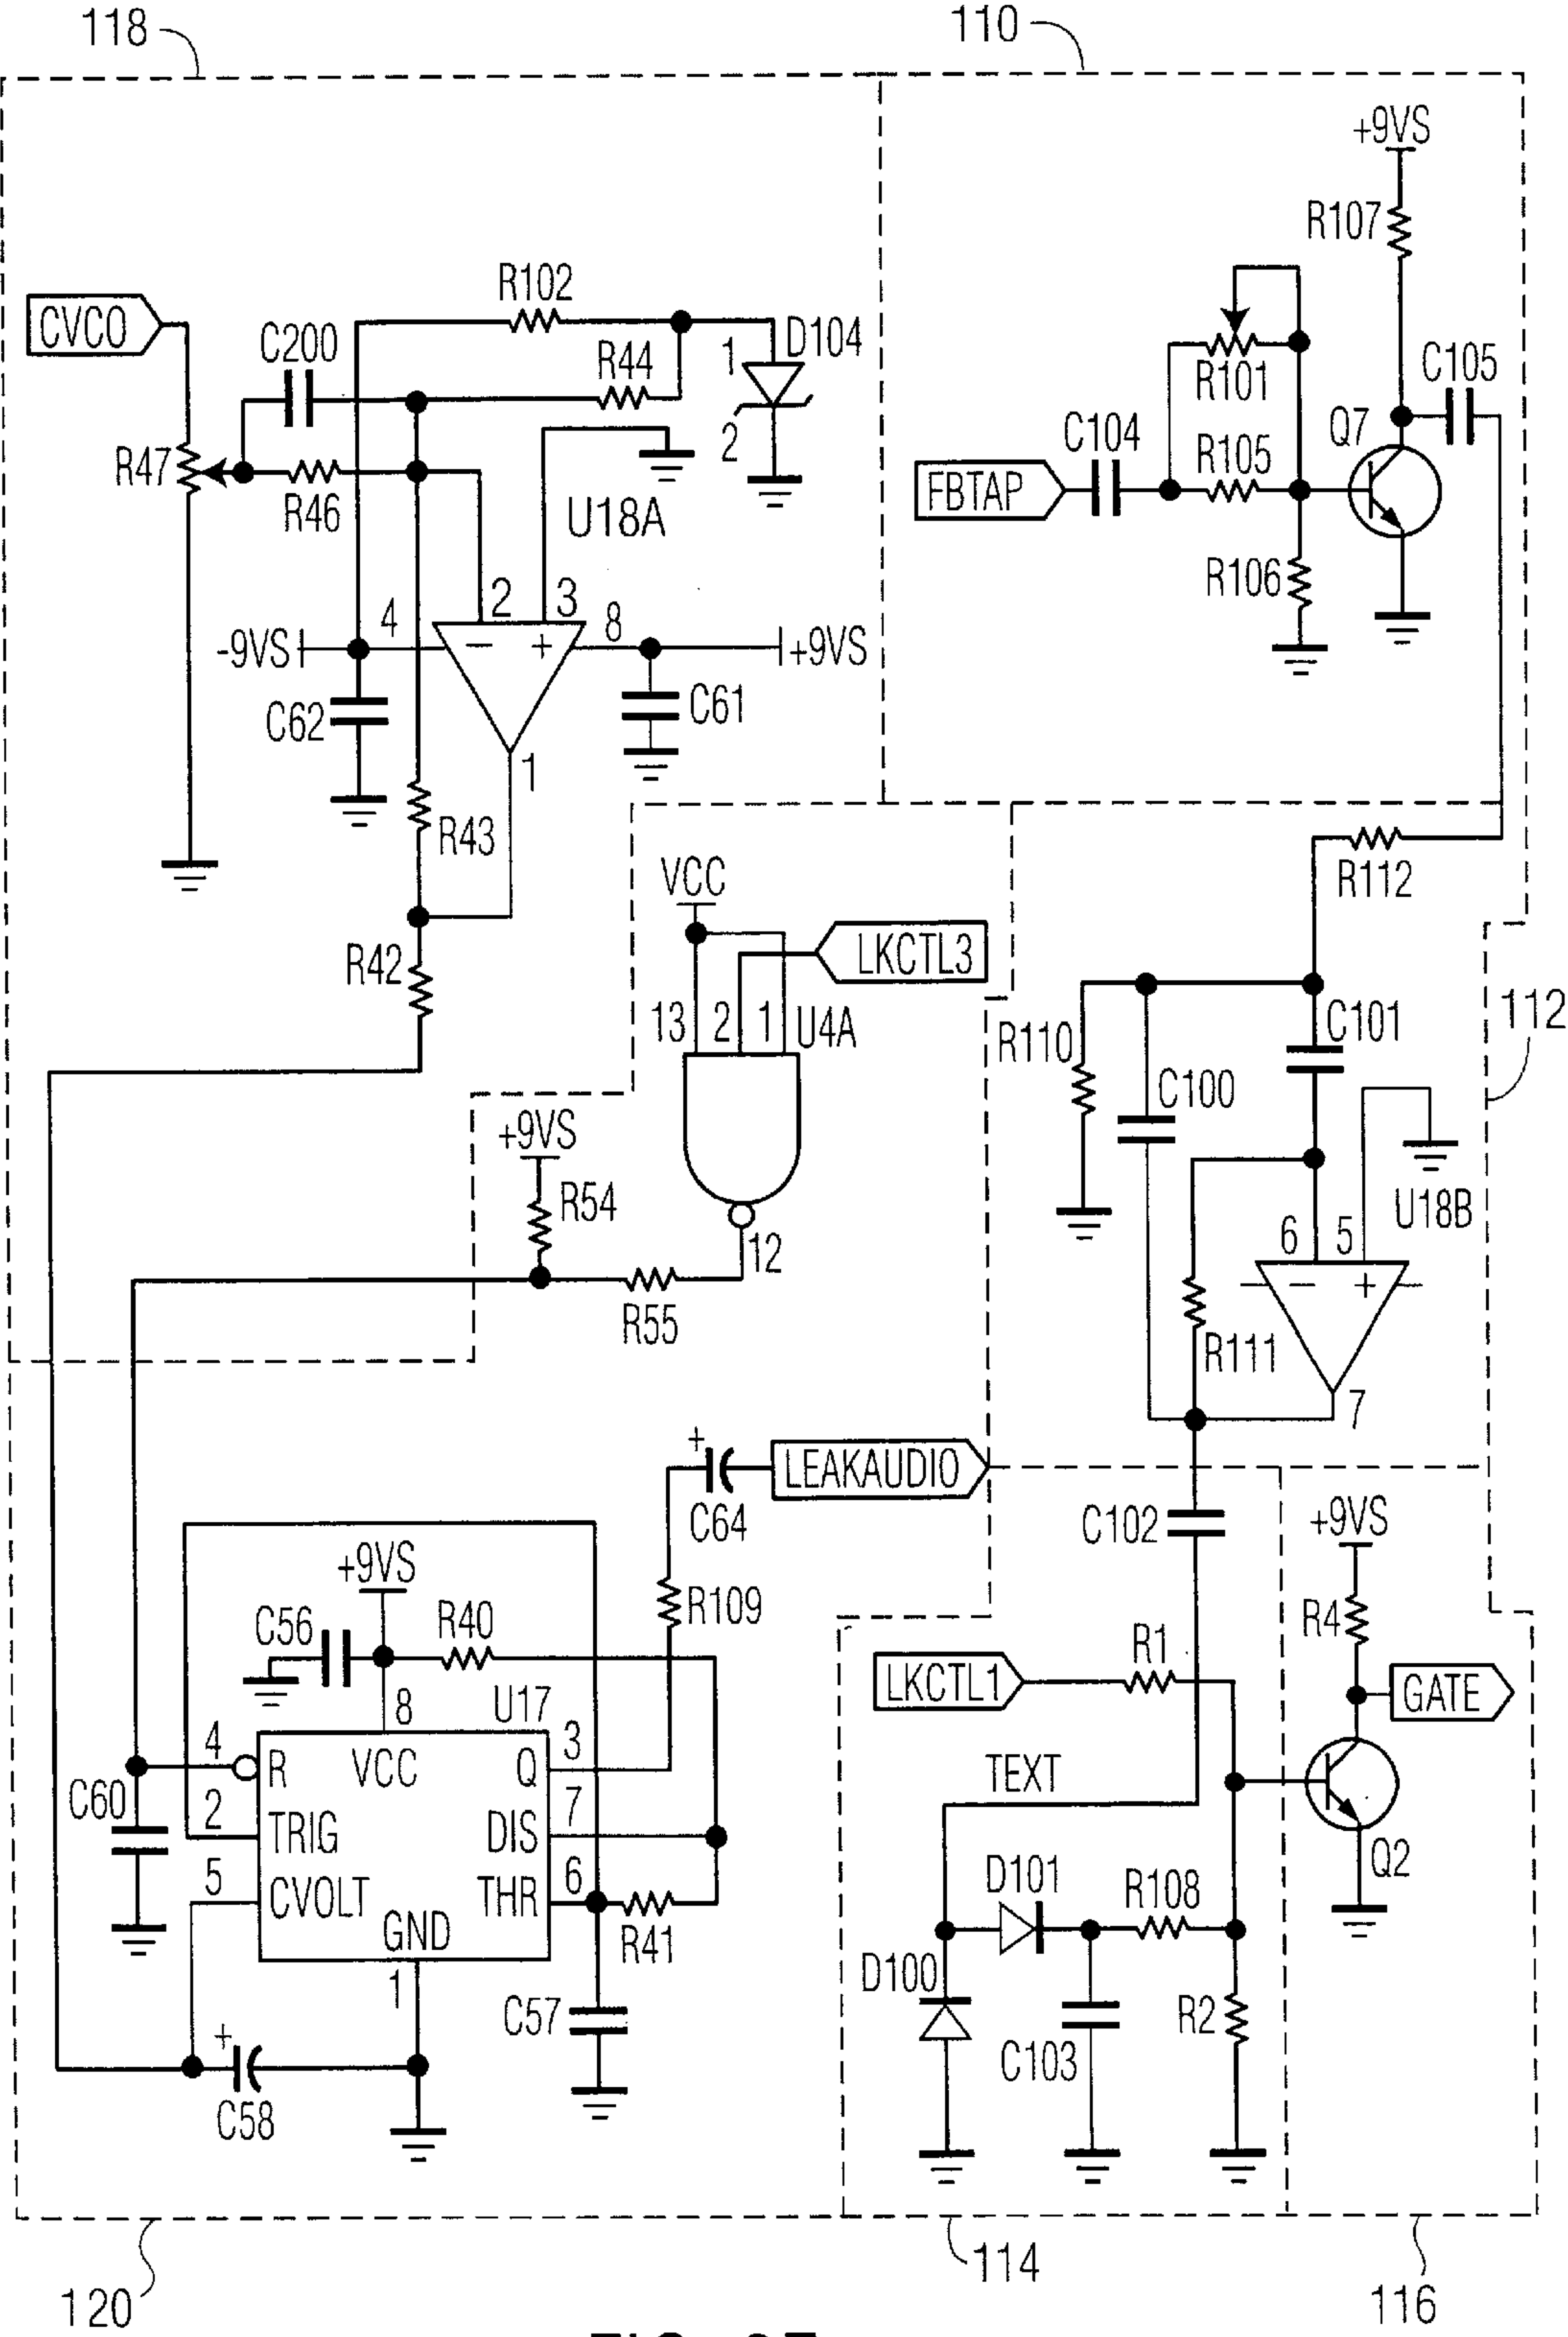 118
110
+9VS
R107
R102
CVCO
C200
R44
1
D104
R101
C105
R47
2
C104
R105
Q7
FBTAP
R46
U18A
R106
4
2
3
8
-9VS
− +
+9VS
C62
C61
1
R43
R112
VCC
R42
LKCTL3
13
2
1
U4A
112
R110
C101
C100
+9VS
R54
U18B
12
6
5
− +
R55
R111
7
+
LEAKAUDIO
C64
C102
+9VS
+9VS
C56
R40
R109
R4
R1
LKCTL1
GATE
U17
8
4
R
VCC
Q
3
TEXT
C60
2
TRIG
DIS
7
Q2
5
CVOLT
THR
6
D101
R108
GND
R41
D100
1
C57
R2
+
C103
C58
120
114
116